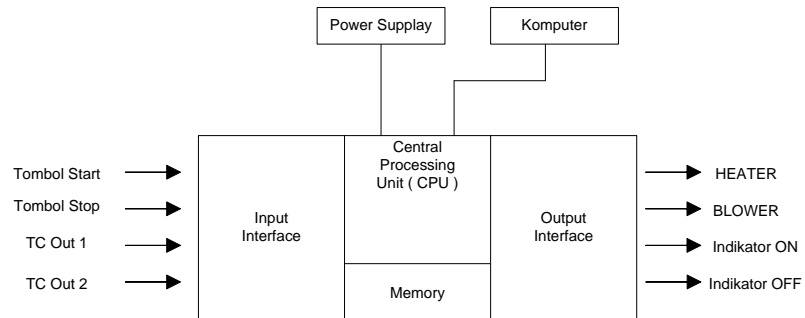 Power Supplay
Komputer
Tombol Start
Tombol Stop
TC Out 1
TC Out 2
Input
Interface
Central
Processing
Unit ( CPU )
Memory
Output
Interface
HEATER
BLOWER
Indikator ON
Indikator OFF